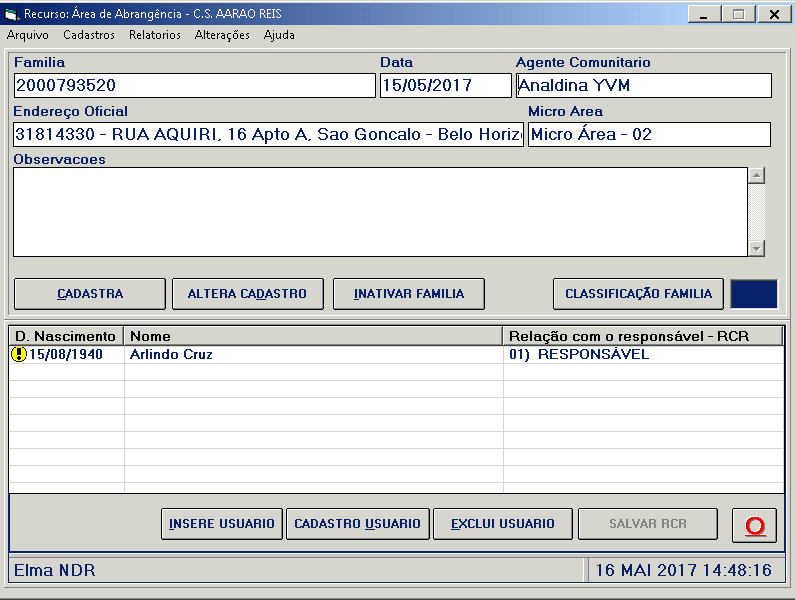 Recurso: Área de Abrangência - C.S. AARAO REIS
Arquivo Cadastros Relatorios Alterações Ajuda
Familia Data Agente Comunitario
2000793520 15/05/2017 Analdina YVM
Endereço Oficial Micro Area
31814330 - RUA AQUIRI, 16 Apto A, Sao Goncalo - Belo Horiz Micro Área - 02
Observacoes
CADASTRA ALTERA CADASTRO INATIVAR FAMILIA CLASSIFICAÇÃO FAMILIA
D. Nascimento Nome Relação com o responsável - RCR
15/08/1940 Arlindo Cruz 01) RESPONSÁVEL
INSERE USUARIO CADASTRO USUARIO EXCLUI USUARIO SALVAR RCR O
Elma NDR 16 MAI 2017 14:48:16